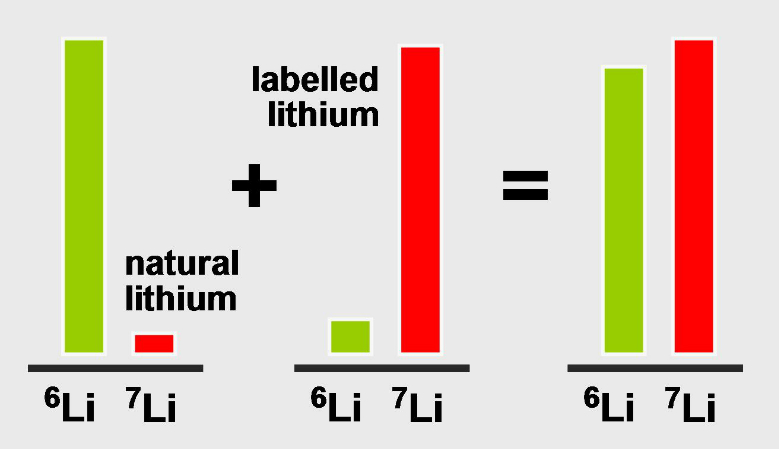 labelled
lithium
+
=
natural
lithium
⁶Li ⁷Li
⁶Li ⁷Li
⁶Li ⁷Li